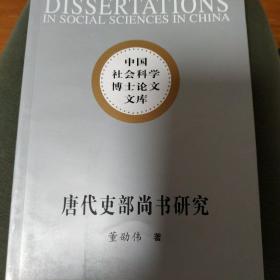 DISSERTATIONS
IN SOCIAL SCIENCES IN CHINA
中国
社会科学
博士论文
文库
唐代吏部尚书研究
董劭伟 著